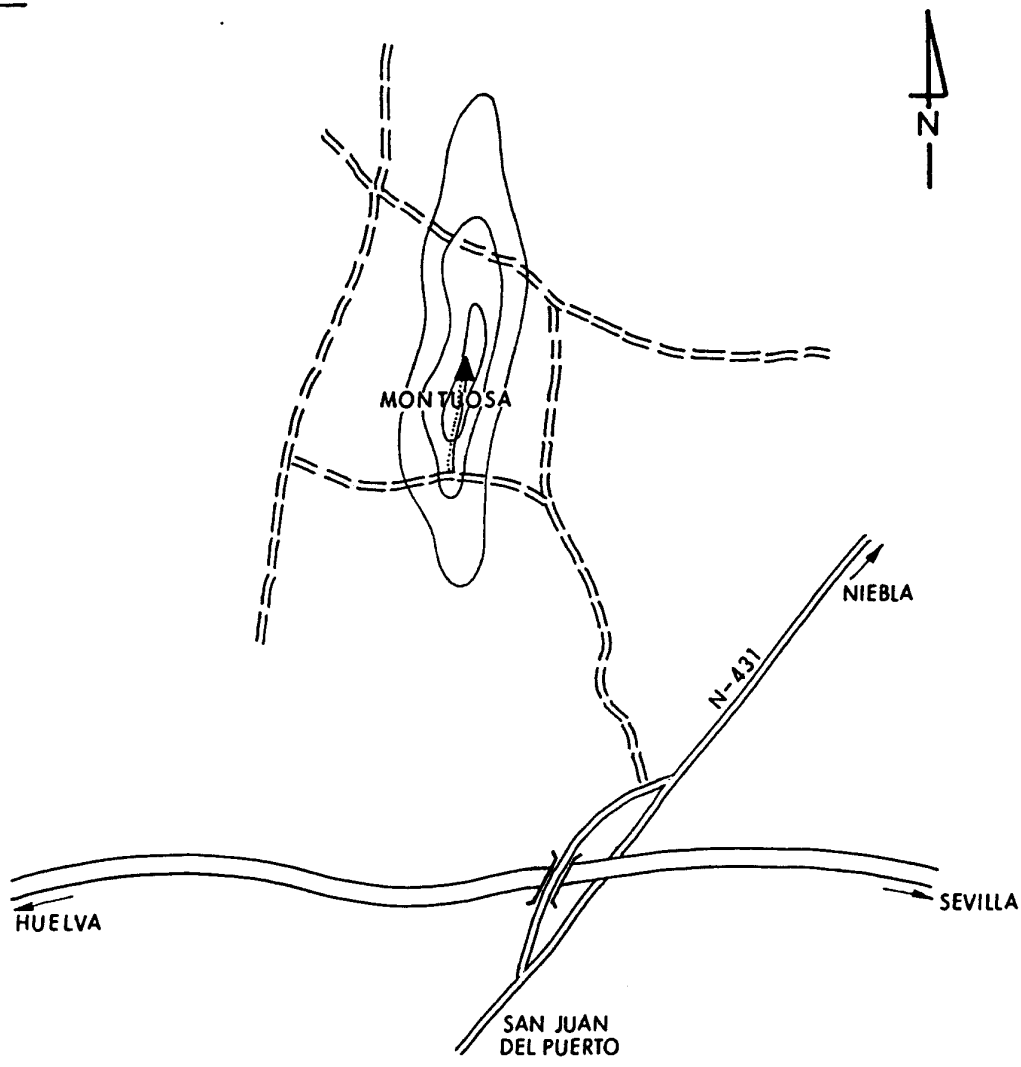 N
MONTUOSA
NIEBLA
N-431
HUELVA
SEVILLA
SAN JUAN
DEL PUERTO